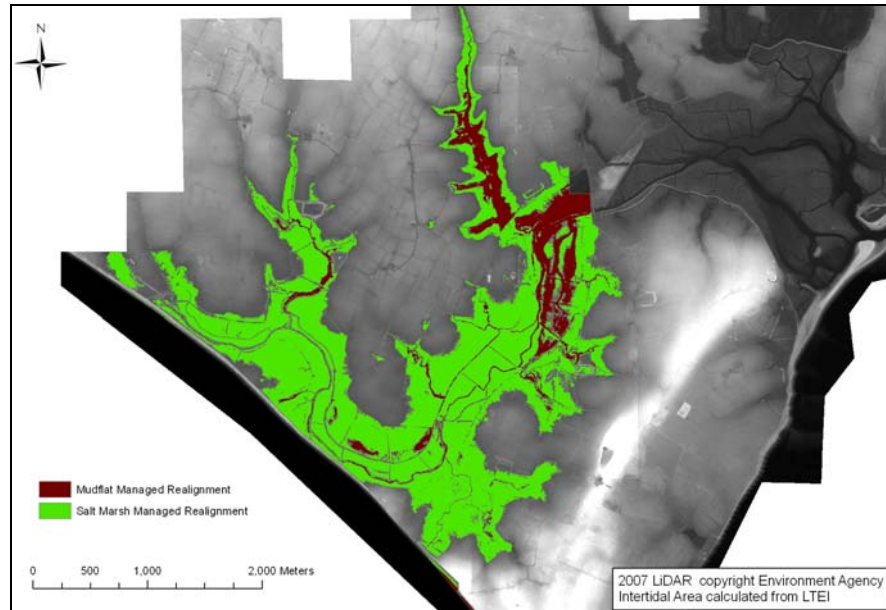 N
Mudflat Managed Realignment
Salt Marsh Managed Realignment
0 500 1,000 2,000 Meters
2007 LiDAR copyright Environment Agency
Intertidal Area calculated from LTEI